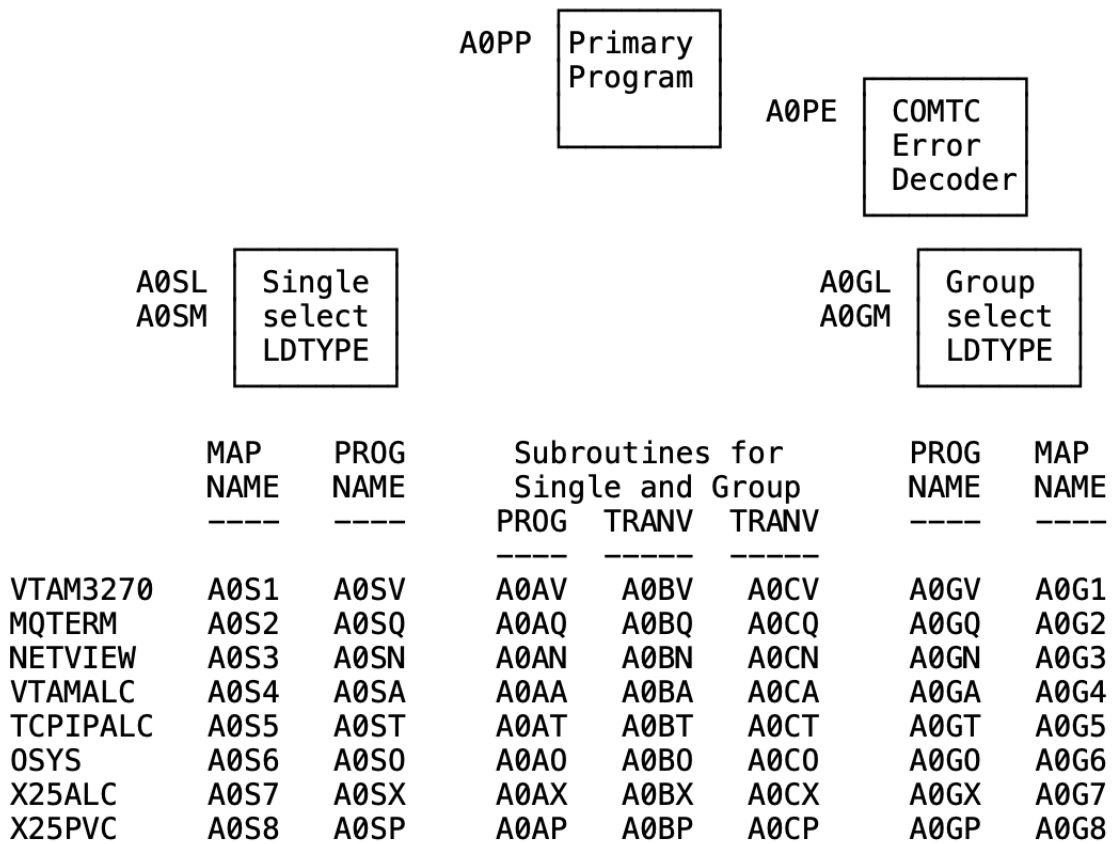 A0PP Primary
Program
A0PE COMTC
Error
Decoder
A0SL Single A0GL Group
A0SM select A0GM select
LDTYPE LDTYPE
MAP PROG Subroutines for PROG MAP
NAME NAME Single and Group NAME NAME
---- ---- PROG TRANV TRANV ---- ----
---- ----- -----
VTAM3270 A0S1 A0SV A0AV A0BV A0CV A0GV A0G1
MQTERM A0S2 A0SQ A0AQ A0BQ A0CQ A0GQ A0G2
NETVIEW A0S3 A0SN A0AN A0BN A0CN A0GN A0G3
VTAMALC A0S4 A0SA A0AA A0BA A0CA A0GA A0G4
TCPIPALC A0S5 A0ST A0AT A0BT A0CT A0GT A0G5
OSYS A0S6 A0SO A0AO A0BO A0CO A0GO A0G6
X25ALC A0S7 A0SX A0AX A0BX A0CX A0GX A0G7
X25PVC A0S8 A0SP A0AP A0BP A0CP A0GP A0G8